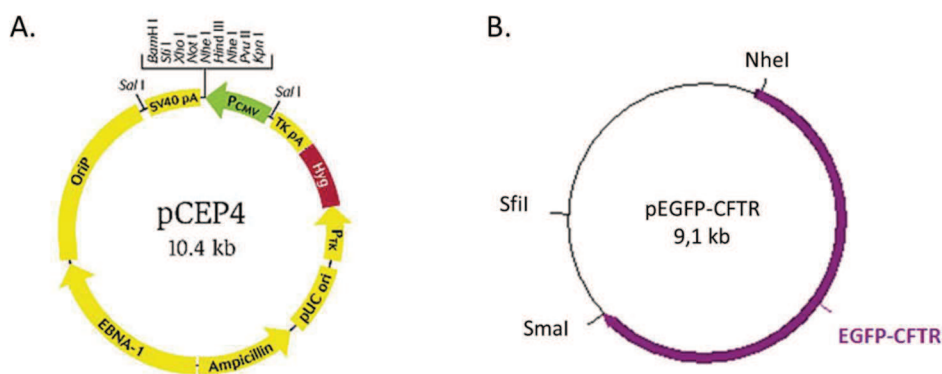 A.
BamH I
Sfi I
Xho I
Not I
Nhe I
Hind III
Nhe I
Pvu II
Kpn I
Sal I
SV40 pA
PCMV
Sal I
TK pA
Hyg
PTK
pUC ori
Ampicillin
EBNA-1
OriP
pCEP4
10.4 kb
B.
NheI
SfiI
pEGFP-CFTR
9,1 kb
SmaI
EGFP-CFTR